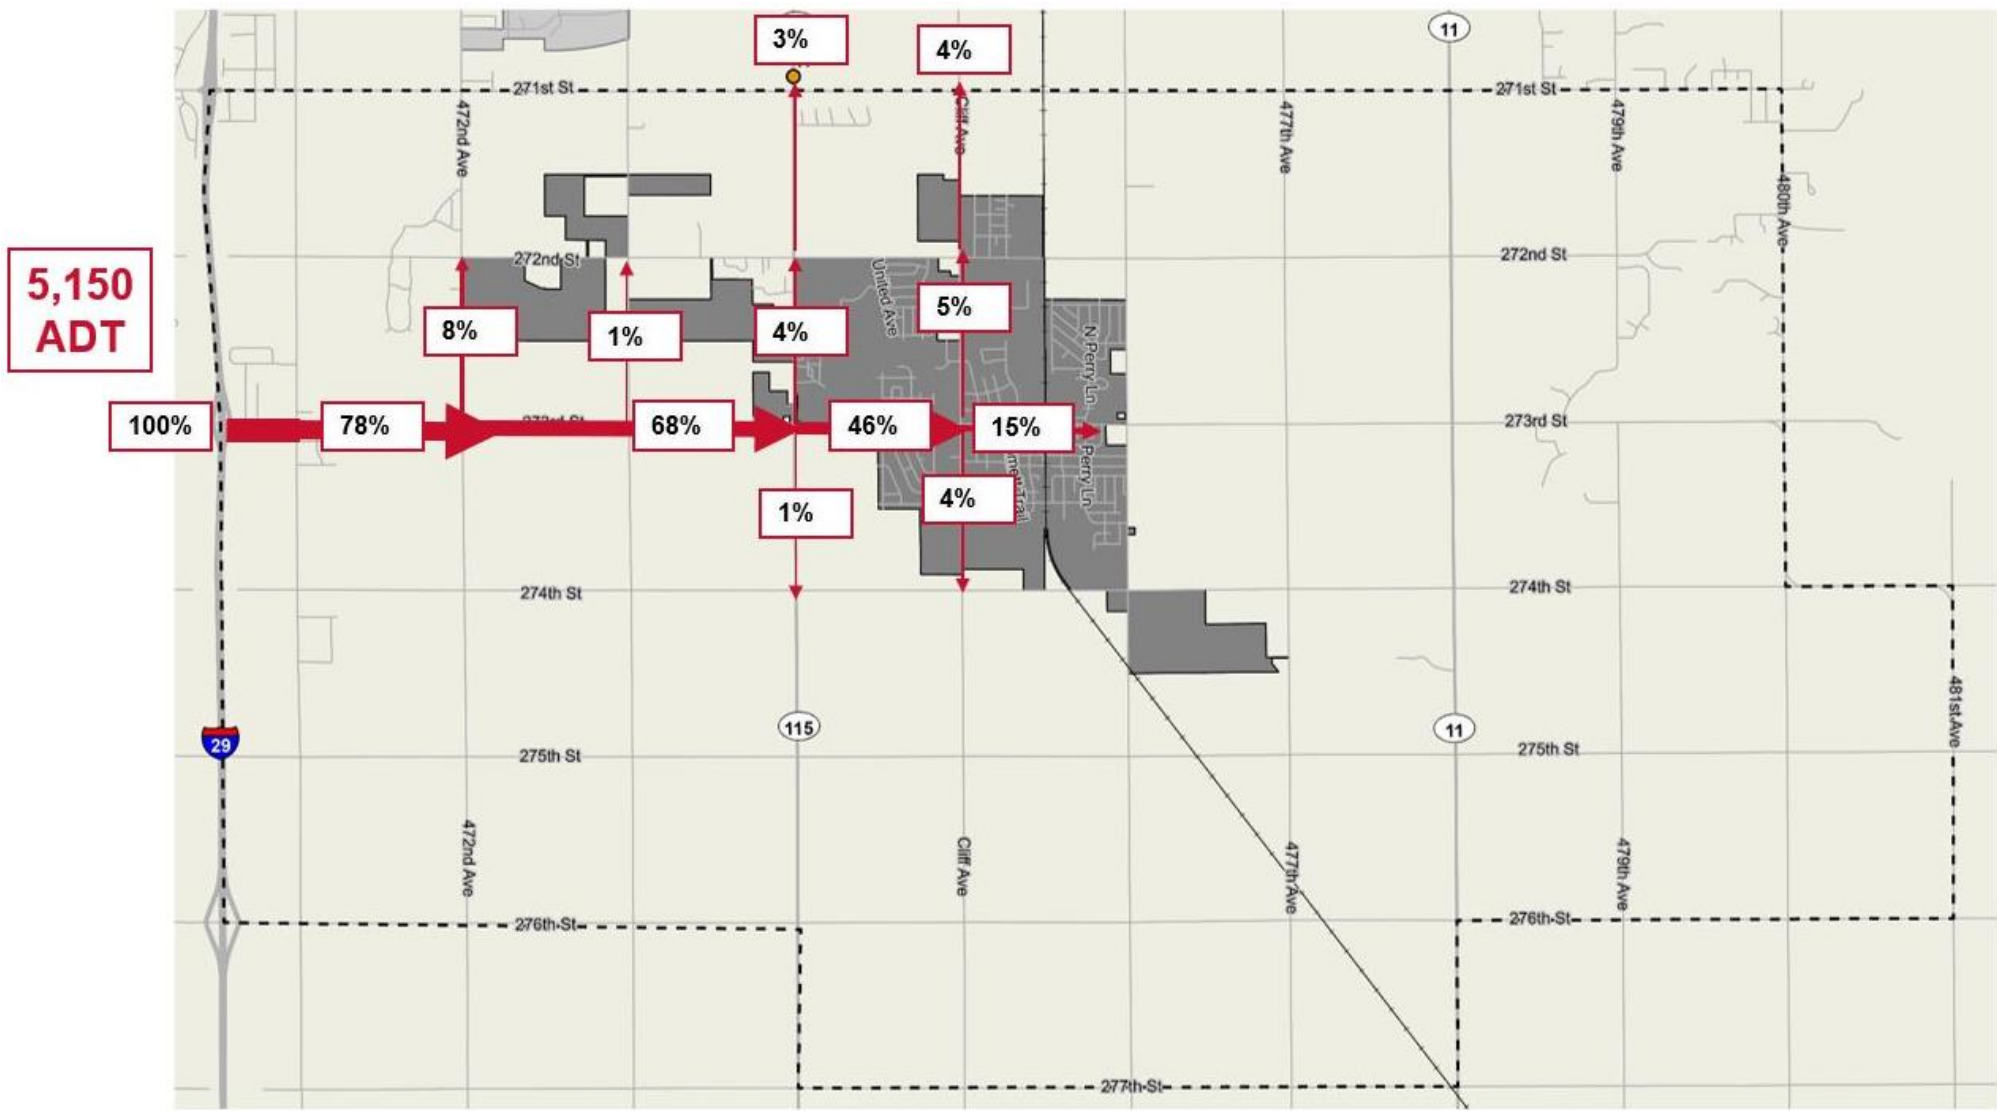 3%
4%
11
271st St
271st St
472nd Ave
Cliff Ave
477th Ave
479th Ave
480th Ave
272nd St
272nd St
United Ave
5,150
ADT
8%
1%
4%
5%
N Perry Ln
100%
78%
68%
46%
15%
273rd St
Perry Ln
1%
4%
274th St
274th St
115
11
29
275th St
275th St
481st Ave
472nd Ave
Cliff Ave
477th Ave
479th Ave
276th St
276th St
277th St